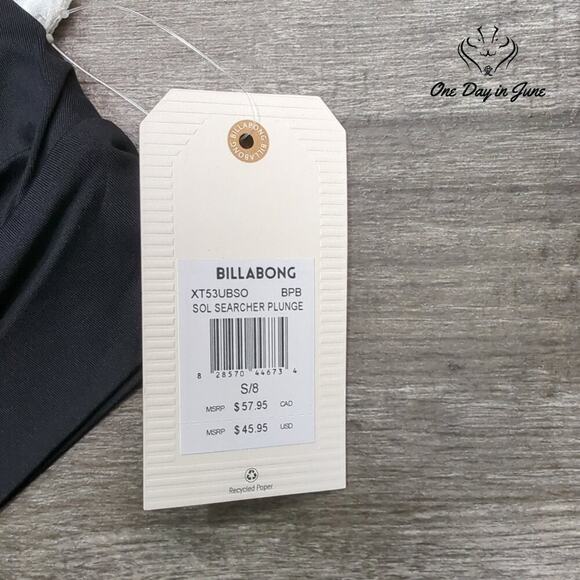 One Day in June
BILLABONG BILLABONG
BILLABONG
XT53UBSO BPB
SOL SEARCHER PLUNGE
8 28570 44673 4
S/8
MSRP $57.95 CAD
MSRP $45.95 USD
Recycled Paper